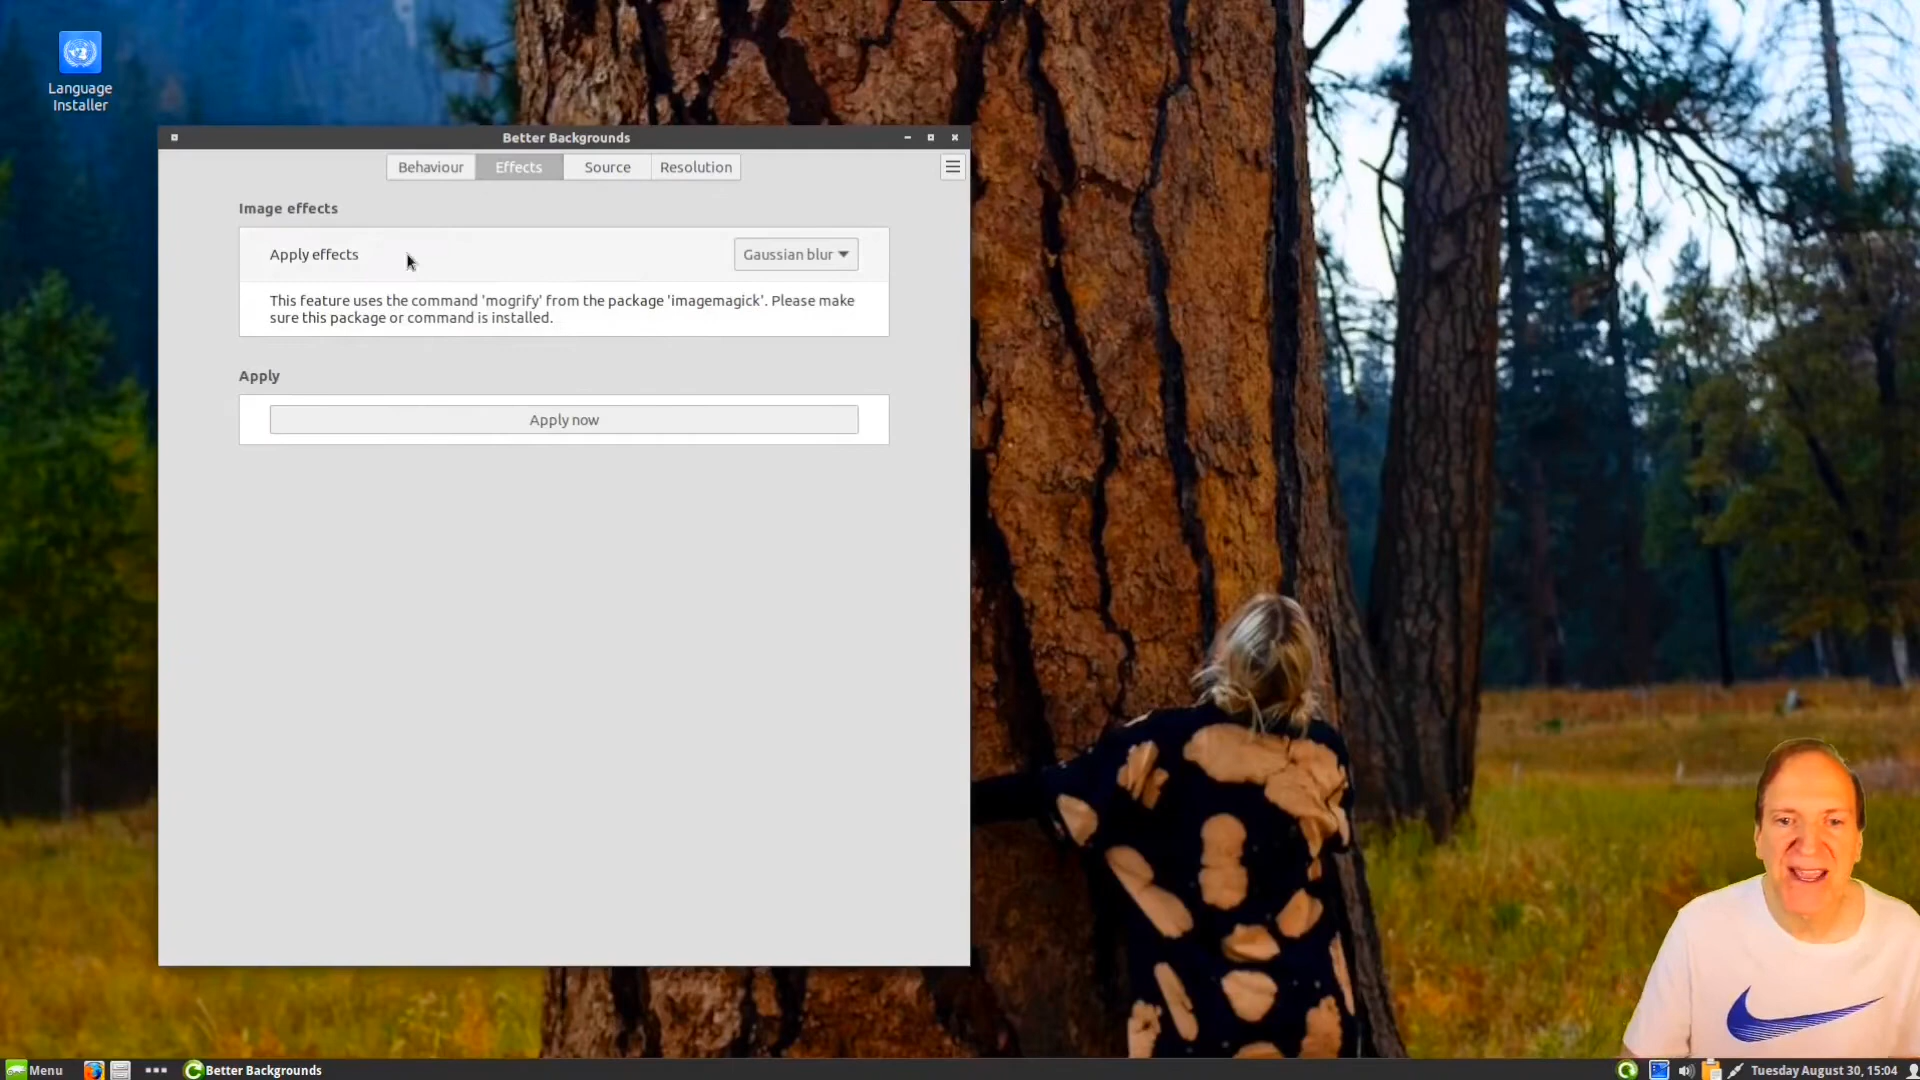 Language
Installer
Better Backgrounds
Behaviour
Effects
Source
Resolution
Image effects
Apply effects
Gaussian blur
This feature uses the command 'mogrify' from the package 'imagemagick'. Please make
sure this package or command is installed.
Apply
Apply now
Menu
Better Backgrounds
Tuesday August 30, 15:04